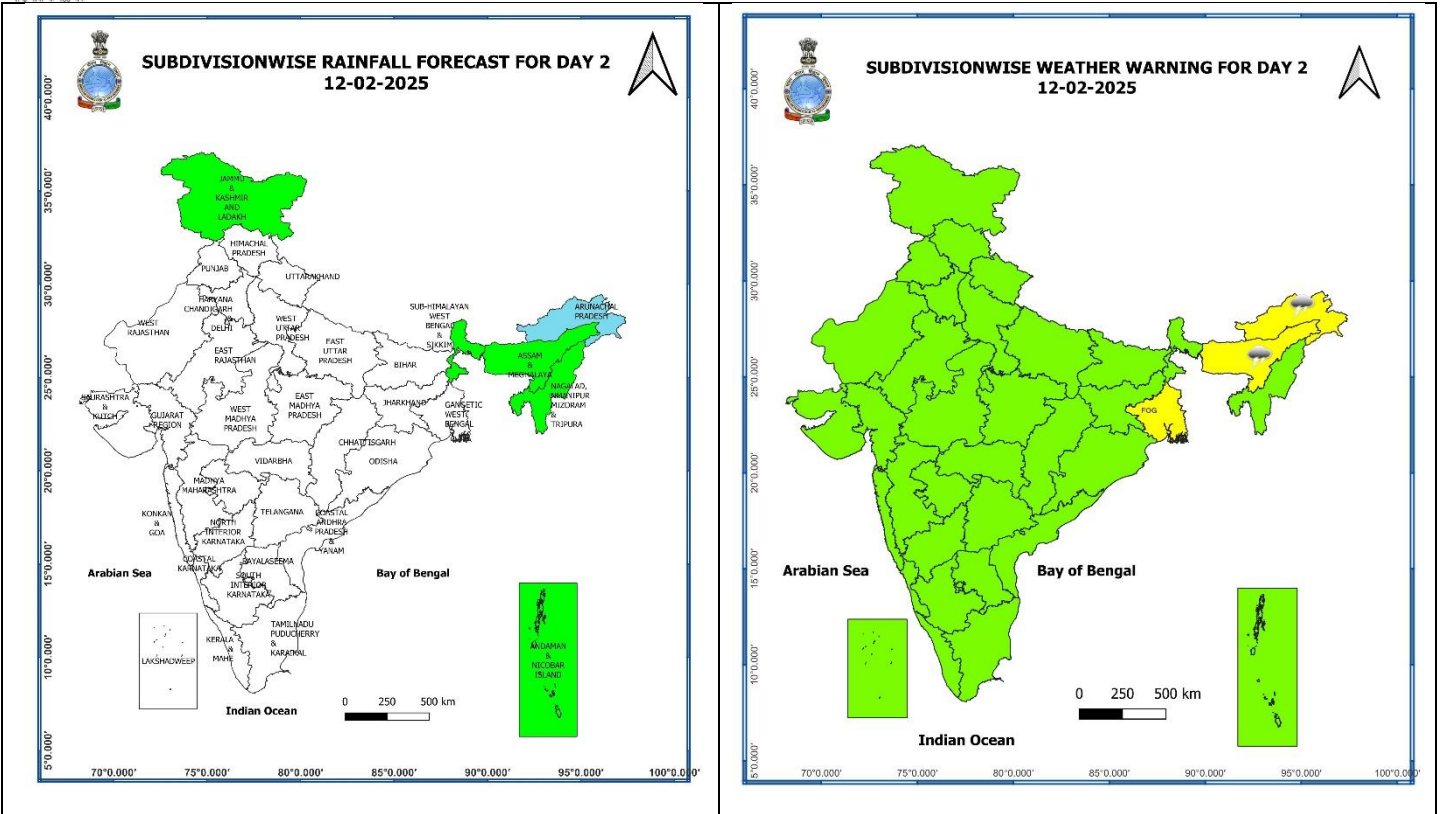 SUBDIVISIONWISE RAINFALL FORECAST FOR DAY 2
12-02-2025
40°0.000'
35°0.000'
30°0.000'
25°0.000'
20°0.000'
15°0.000'
10°0.000'
5°0.000'
JAMMU
&
KASHMIR
AND
LADAKH
HIMACHAL
PRADESH
PUNJAB
UTTARAKHAND
HARYANA
CHANDIGARH
&
DELHI
WEST
RAJASTHAN
WEST
UTTAR
PRADESH
EAST
RAJASTHAN
EAST
UTTAR
PRADESH
SUB-HIMALAYAN
WEST
BENGAL
&
SIKKIM
ARUNACHAL
PRADESH
BIHAR
ASSAM
&
MEGHALAYA
SAURASHTRA
&
KUTCH
GUJARAT
REGION
WEST
MADHYA
PRADESH
EAST
MADHYA
PRADESH
JHARKHAND
GANGETIC
WEST
BENGAL
MIZORAM
&
TRIPURA
CHHATTISGARH
VIDARBHA
ODISHA
MADHYA
MAHARASHTRA
KONKAN
&
GOA
TELANGANA
NORTH
INTERIOR
KARNATAKA
COASTAL
ANDHRA
PRADESH
&
YANAM
COASTAL
KARNATAKA
RAYALASEEMA
SOUTH
INTERIOR
KARNATAKA
Arabian Sea
Bay of Bengal
TAMILNADU
PUDUCHERRY
&
KARAIKAL
KERALA
&
MAHE
LAKSHADWEEP
ANDAMAN
&
NICOBAR
ISLAND
0 250 500 km
Indian Ocean
70°0.000' 75°0.000' 80°0.000' 85°0.000' 90°0.000' 95°0.000' 100°0.000'
SUBDIVISIONWISE WEATHER WARNING FOR DAY 2
12-02-2025
40°0.000'
35°0.000'
30°0.000'
25°0.000'
20°0.000'
15°0.000'
10°0.000'
5°0.000'
FOG
Arabian Sea
Bay of Bengal
0 250 500 km
Indian Ocean
70°0.000' 75°0.000' 80°0.000' 85°0.000' 90°0.000' 95°0.000' 100°0.000'